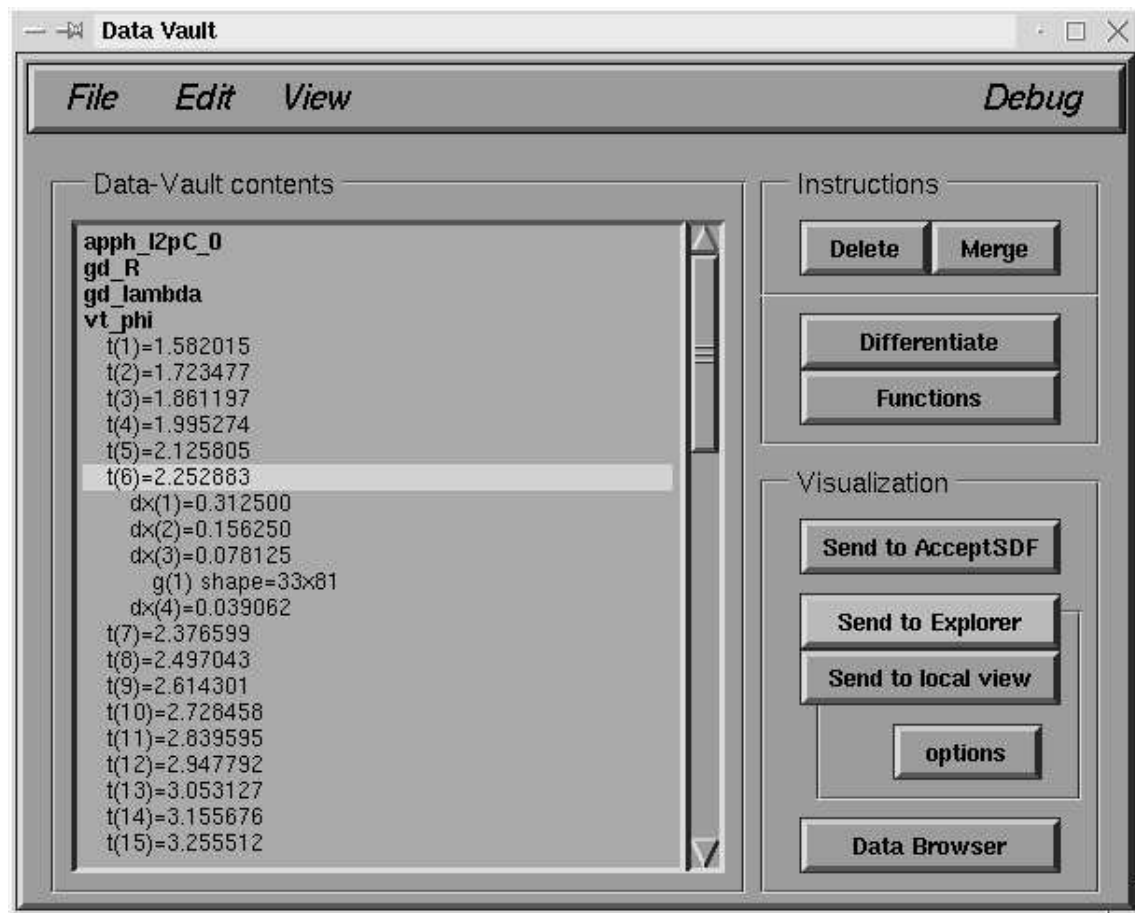 Data Vault
File Edit View Debug
Data-Vault contents
apph_l2pC_0
gd_R
gd_lambda
vt_phi
t(1)=1.582015
t(2)=1.723477
t(3)=1.861197
t(4)=1.995274
t(5)=2.125805
t(6)=2.252883
dx(1)=0.312500
dx(2)=0.156250
dx(3)=0.078125
g(1) shape=33x81
dx(4)=0.039062
t(7)=2.376599
t(8)=2.497043
t(9)=2.614301
t(10)=2.728458
t(11)=2.839595
t(12)=2.947792
t(13)=3.053127
t(14)=3.155676
t(15)=3.255512
Instructions
Delete Merge
Differentiate
Functions
Visualization
Send to AcceptSDF
Send to Explorer
Send to local view
options
Data Browser